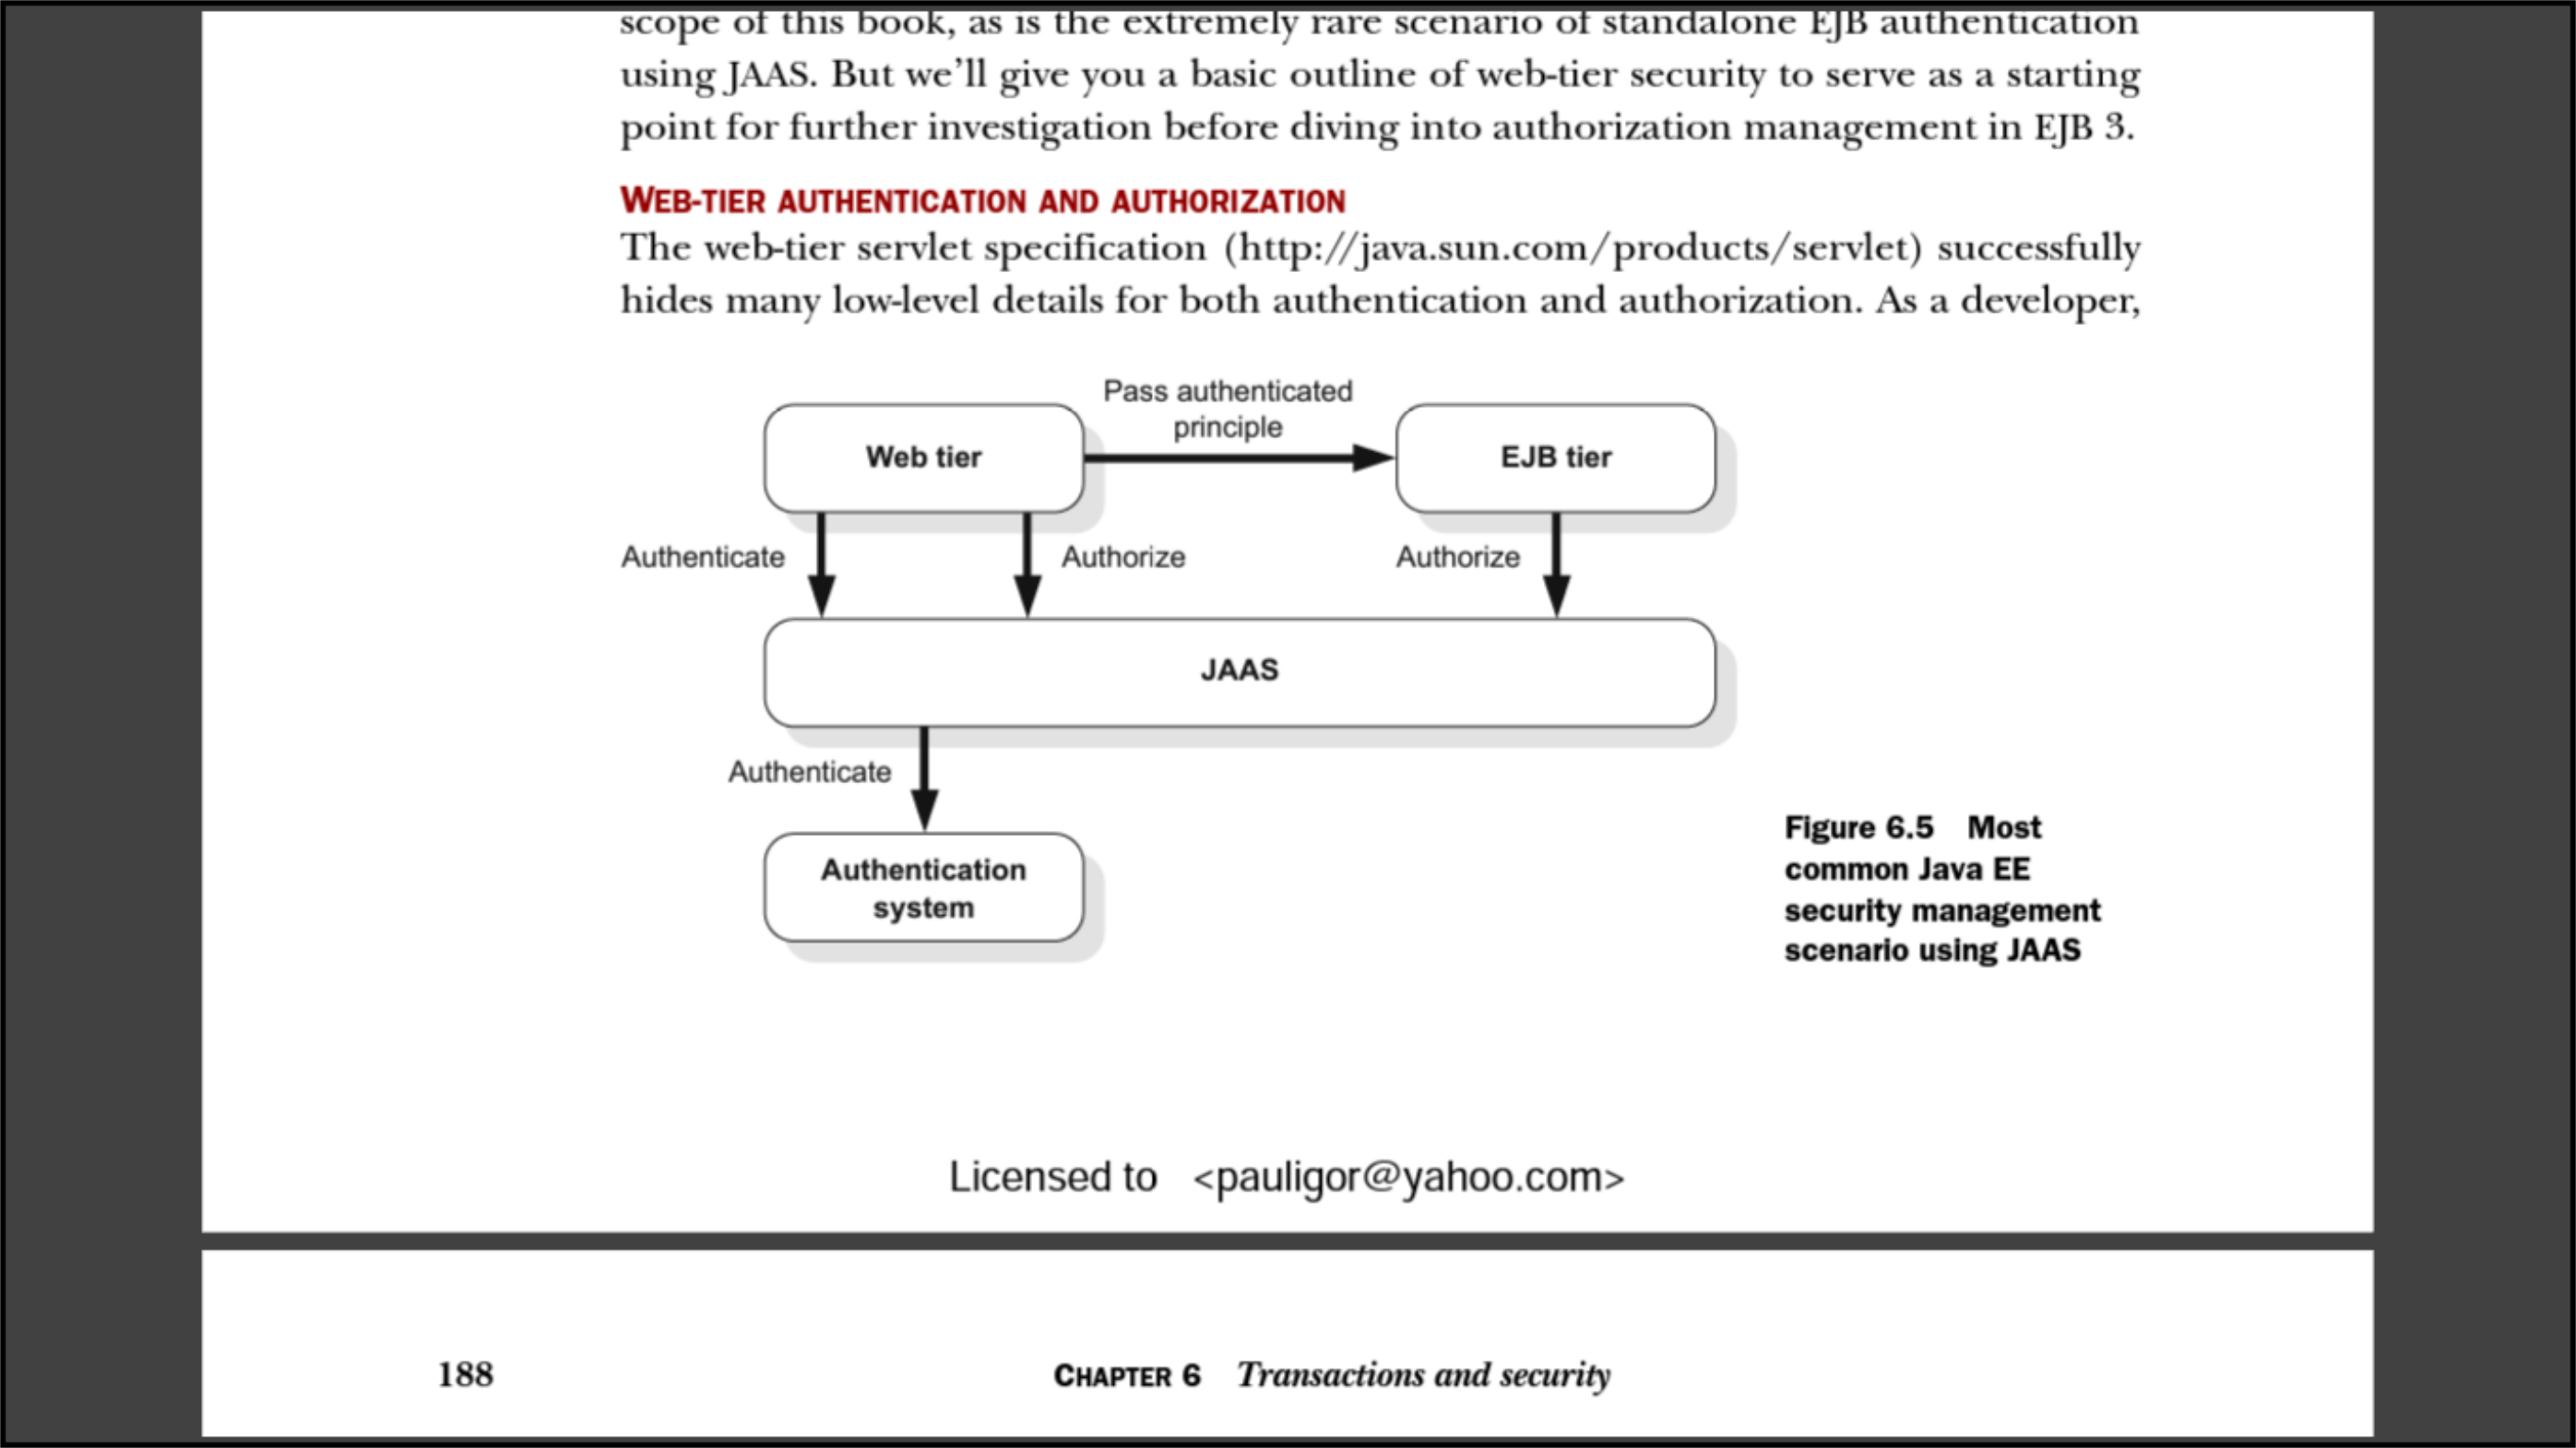 scope of this book, as is the extremely rare scenario of standalone EJB authentication
using JAAS. But we'll give you a basic outline of web-tier security to serve as a starting
point for further investigation before diving into authorization management in EJB 3.
WEB-TIER AUTHENTICATION AND AUTHORIZATION
The web-tier servlet specification (http://java.sun.com/products/servlet) successfully
hides many low-level details for both authentication and authorization. As a developer,
Pass authenticated
principle
Web tier
EJB tier
Authenticate
Authorize
Authorize
JAAS
Authenticate
Authentication
system
Figure 6.5 Most
common Java EE
security management
scenario using JAAS
Licensed to <pauligor@yahoo.com>
188 CHAPTER 6 Transactions and security